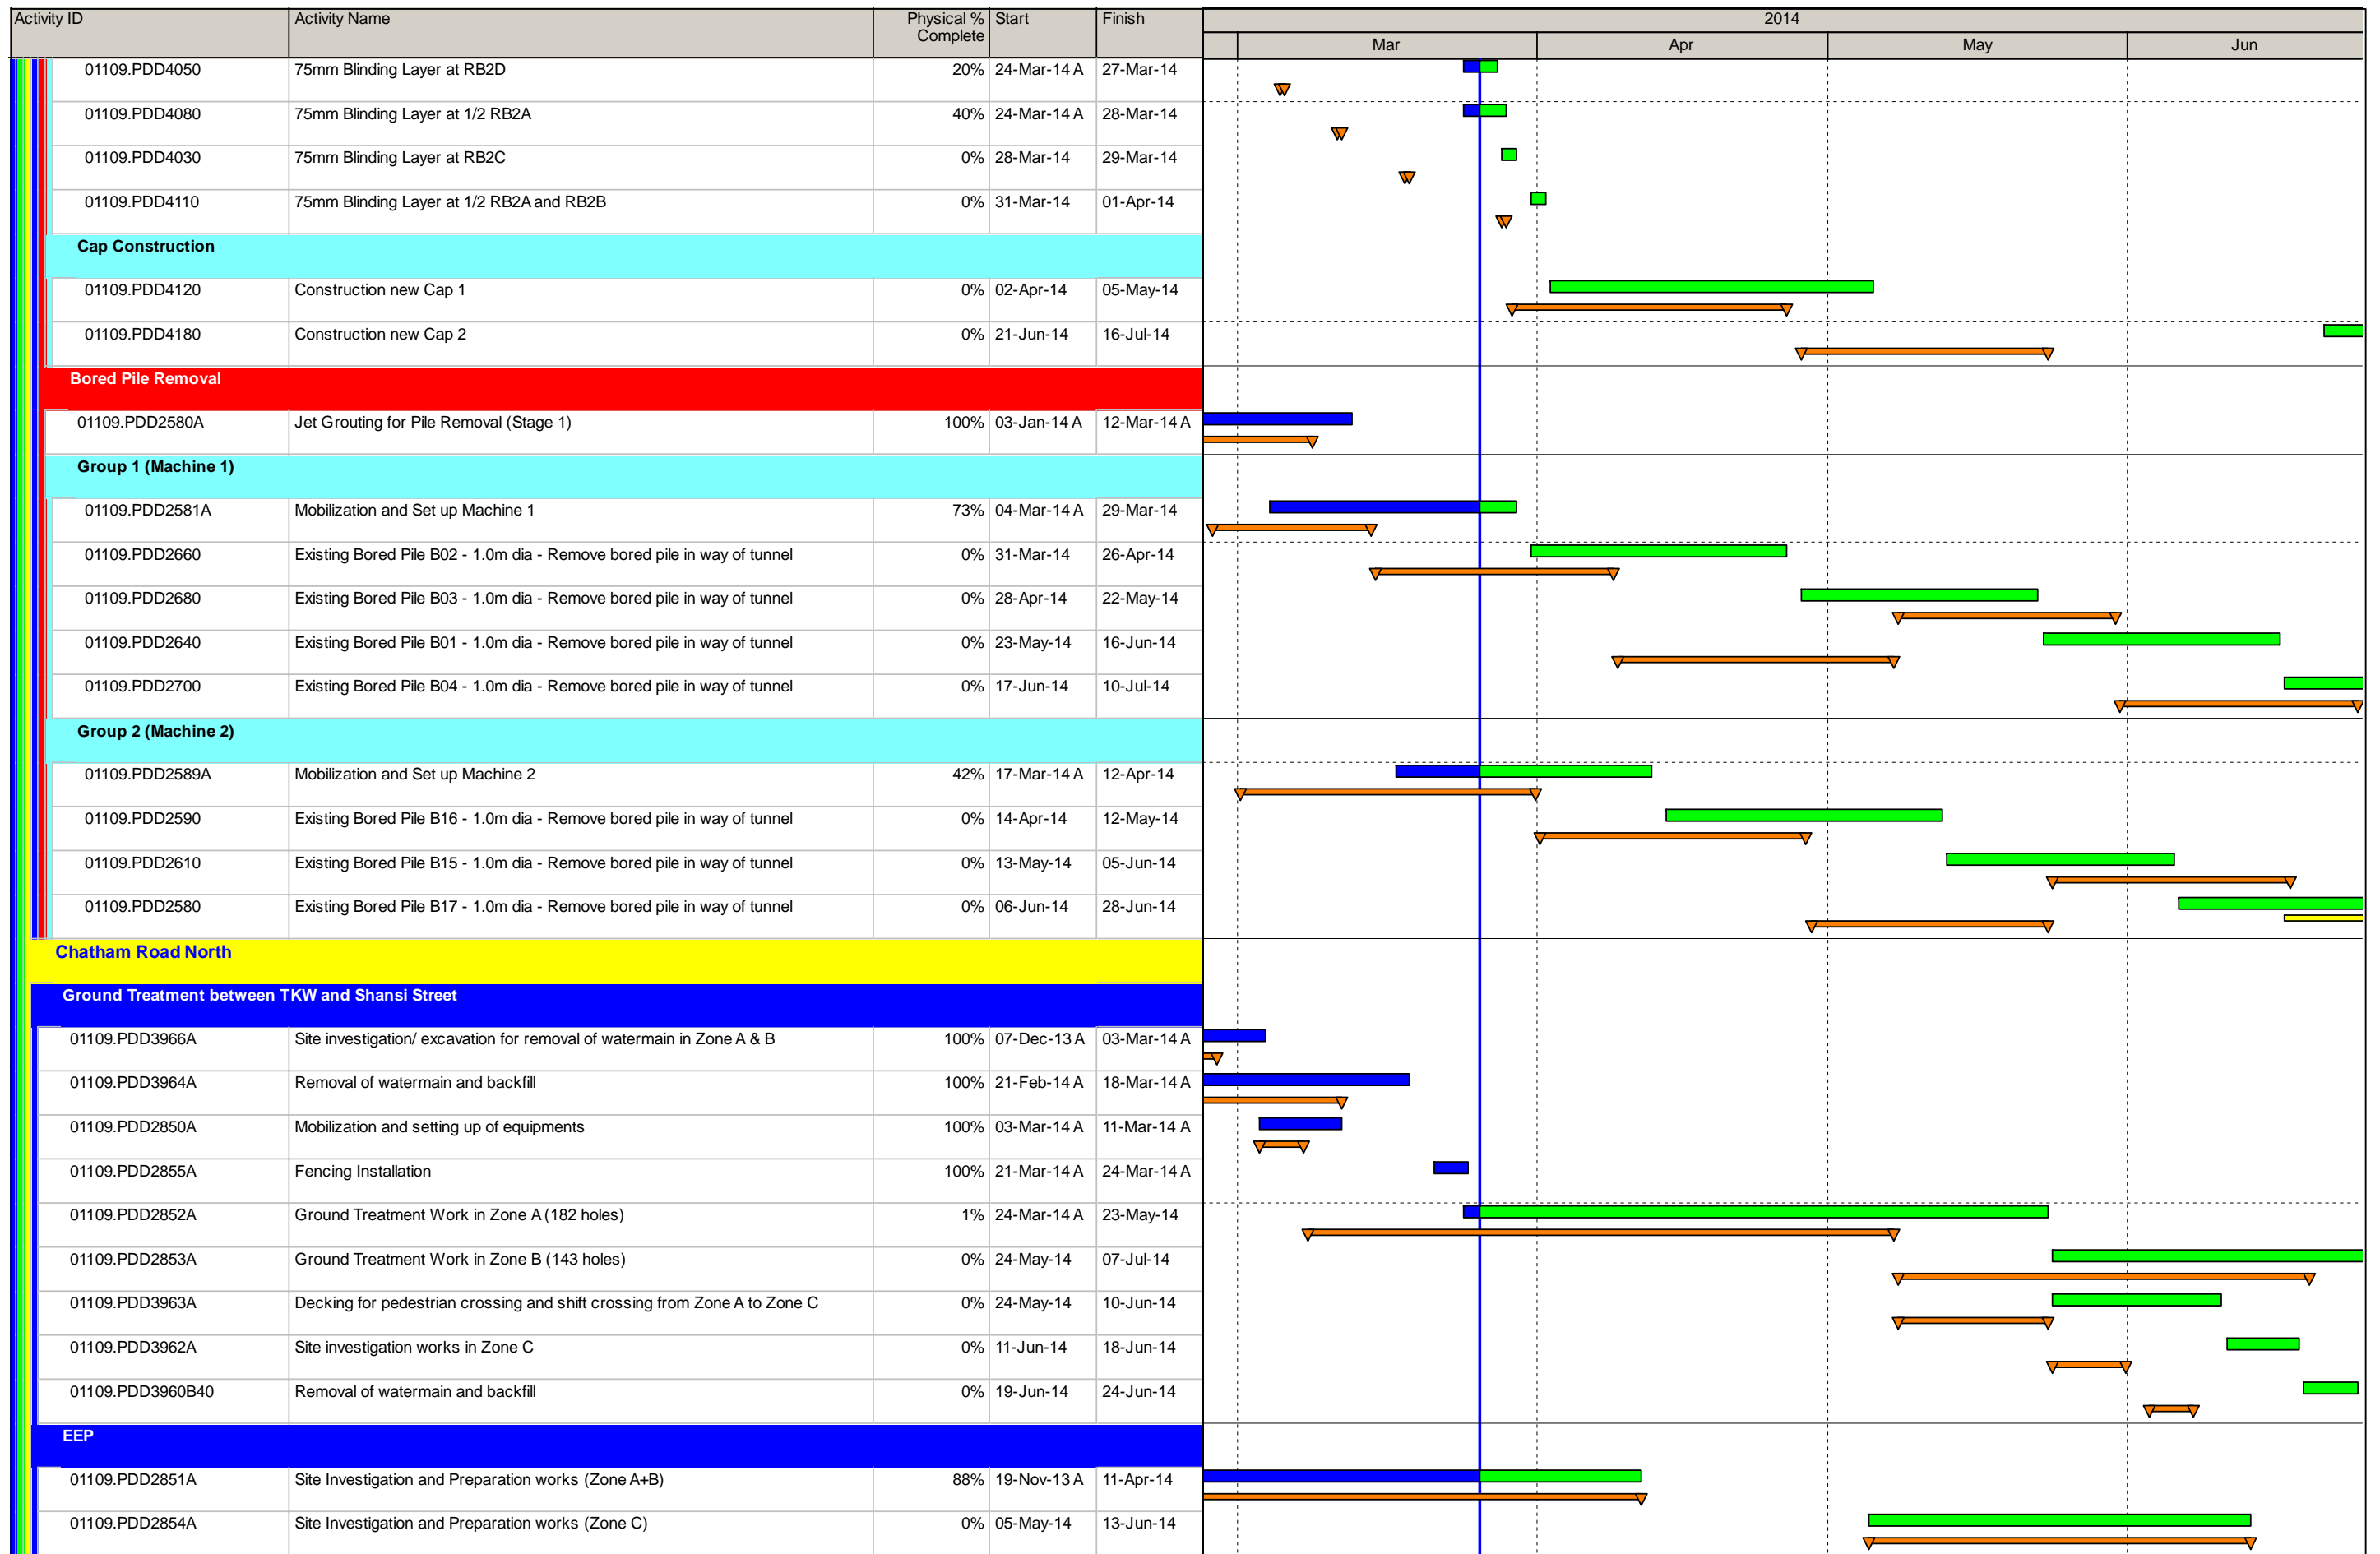 Activity ID Activity Name Physical % Complete Start Finish 2014
Mar Apr May Jun
01109.PDD4050 75mm Blinding Layer at RB2D 20% 24-Mar-14 A 27-Mar-14
01109.PDD4080 75mm Blinding Layer at 1/2 RB2A 40% 24-Mar-14 A 28-Mar-14
01109.PDD4030 75mm Blinding Layer at RB2C 0% 28-Mar-14 29-Mar-14
01109.PDD4110 75mm Blinding Layer at 1/2 RB2A and RB2B 0% 31-Mar-14 01-Apr-14
Cap Construction
01109.PDD4120 Construction new Cap 1 0% 02-Apr-14 05-May-14
01109.PDD4180 Construction new Cap 2 0% 21-Jun-14 16-Jul-14
Bored Pile Removal
01109.PDD2580A Jet Grouting for Pile Removal (Stage 1) 100% 03-Jan-14 A 12-Mar-14 A
Group 1 (Machine 1)
01109.PDD2581A Mobilization and Set up Machine 1 73% 04-Mar-14 A 29-Mar-14
01109.PDD2660 Existing Bored Pile B02 - 1.0m dia - Remove bored pile in way of tunnel 0% 31-Mar-14 26-Apr-14
01109.PDD2680 Existing Bored Pile B03 - 1.0m dia - Remove bored pile in way of tunnel 0% 28-Apr-14 22-May-14
01109.PDD2640 Existing Bored Pile B01 - 1.0m dia - Remove bored pile in way of tunnel 0% 23-May-14 16-Jun-14
01109.PDD2700 Existing Bored Pile B04 - 1.0m dia - Remove bored pile in way of tunnel 0% 17-Jun-14 10-Jul-14
Group 2 (Machine 2)
01109.PDD2589A Mobilization and Set up Machine 2 42% 17-Mar-14 A 12-Apr-14
01109.PDD2590 Existing Bored Pile B16 - 1.0m dia - Remove bored pile in way of tunnel 0% 14-Apr-14 12-May-14
01109.PDD2610 Existing Bored Pile B15 - 1.0m dia - Remove bored pile in way of tunnel 0% 13-May-14 05-Jun-14
01109.PDD2580 Existing Bored Pile B17 - 1.0m dia - Remove bored pile in way of tunnel 0% 06-Jun-14 28-Jun-14
Chatham Road North
Ground Treatment between TKW and Shansi Street
01109.PDD3966A Site investigation/ excavation for removal of watermain in Zone A & B 100% 07-Dec-13 A 03-Mar-14 A
01109.PDD3964A Removal of watermain and backfill 100% 21-Feb-14 A 18-Mar-14 A
01109.PDD2850A Mobilization and setting up of equipments 100% 03-Mar-14 A 11-Mar-14 A
01109.PDD2855A Fencing Installation 100% 21-Mar-14 A 24-Mar-14 A
01109.PDD2852A Ground Treatment Work in Zone A (182 holes) 1% 24-Mar-14 A 23-May-14
01109.PDD2853A Ground Treatment Work in Zone B (143 holes) 0% 24-May-14 07-Jul-14
01109.PDD3963A Decking for pedestrian crossing and shift crossing from Zone A to Zone C 0% 24-May-14 10-Jun-14
01109.PDD3962A Site investigation works in Zone C 0% 11-Jun-14 18-Jun-14
01109.PDD3960B40 Removal of watermain and backfill 0% 19-Jun-14 24-Jun-14
EEP
01109.PDD2851A Site Investigation and Preparation works (Zone A+B) 88% 19-Nov-13 A 11-Apr-14
01109.PDD2854A Site Investigation and Preparation works (Zone C) 0% 05-May-14 13-Jun-14